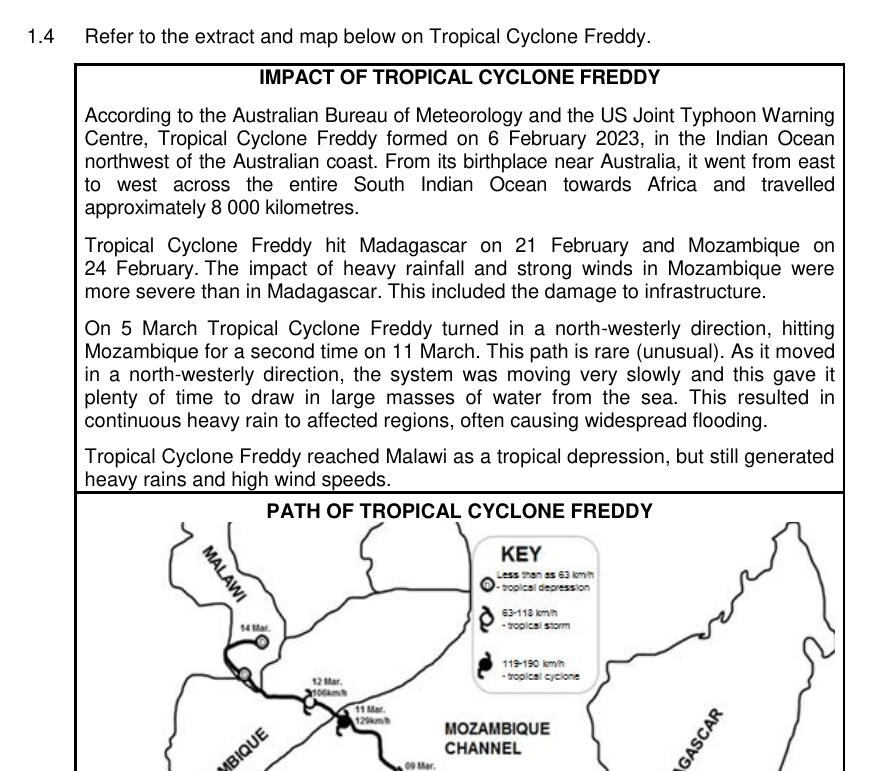 1.4 Refer to the extract and map below on Tropical Cyclone Freddy.
IMPACT OF TROPICAL CYCLONE FREDDY
According to the Australian Bureau of Meteorology and the US Joint Typhoon Warning
Centre, Tropical Cyclone Freddy formed on 6 February 2023, in the Indian Ocean
northwest of the Australian coast. From its birthplace near Australia, it went from east
to west across the entire South Indian Ocean towards Africa and travelled
approximately 8 000 kilometres.
Tropical Cyclone Freddy hit Madagascar on 21 February and Mozambique on
24 February. The impact of heavy rainfall and strong winds in Mozambique were
more severe than in Madagascar. This included the damage to infrastructure.
On 5 March Tropical Cyclone Freddy turned in a north-westerly direction, hitting
Mozambique for a second time on 11 March. This path is rare (unusual). As it moved
in a north-westerly direction, the system was moving very slowly and this gave it
plenty of time to draw in large masses of water from the sea. This resulted in
continuous heavy rain to affected regions, often causing widespread flooding.
Tropical Cyclone Freddy reached Malawi as a tropical depression, but still generated
heavy rains and high wind speeds.
PATH OF TROPICAL CYCLONE FREDDY
KEY
Less than as 63 km/h
- tropical depression
63-118 km/h
- tropical storm
119-190 km/h
- tropical cyclone
MALAWI
14 Mar.
12 Mar.
106km/h
11 Mar.
129km/h
MOZAMBIQUE
CHANNEL
09 Mar.
MBIQUE
AGASCAR